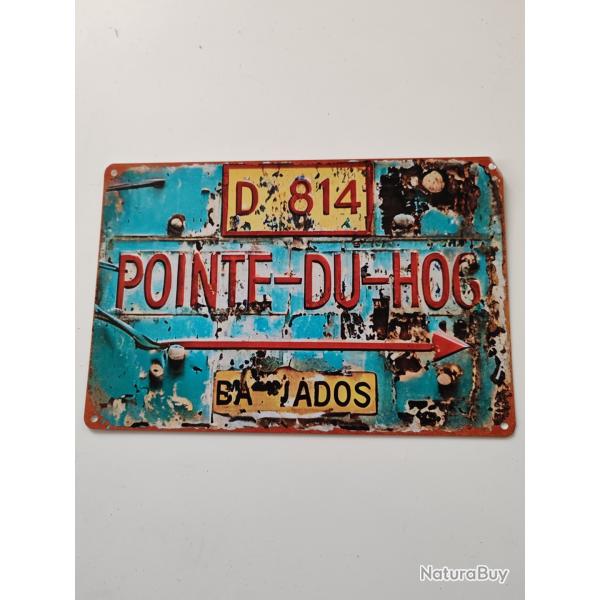 D 814
POINTE-DU-HOG
BA JADOS
NaturaBuy